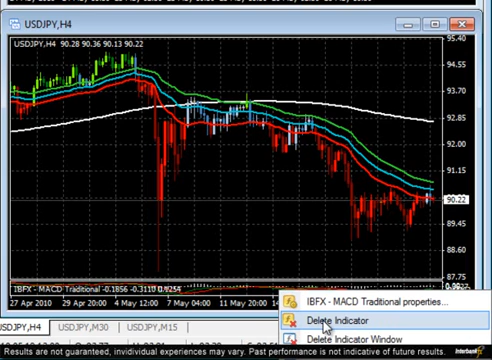 USDJPY,H4
USDJPY,H4 90.28 90.36 90.13 90.22
95.40
94.55
93.70
92.85
92.00
91.15
90.22
89.45
88.60
87.75
IBFX - MACD Traditional -0.1856 -0.3110 0.1254
27 Apr 2010 29 Apr 20:00 4 May 12:00 7 May 04:00 11 May 20:00
IBFX - MACD Traditional properties...
Delete Indicator
Delete Indicator Window
USDJPY,H4 USDJPY,M30 USDJPY,M15
Results are not guaranteed, invidividual experiences may vary. Past performance is not indicative of future results.